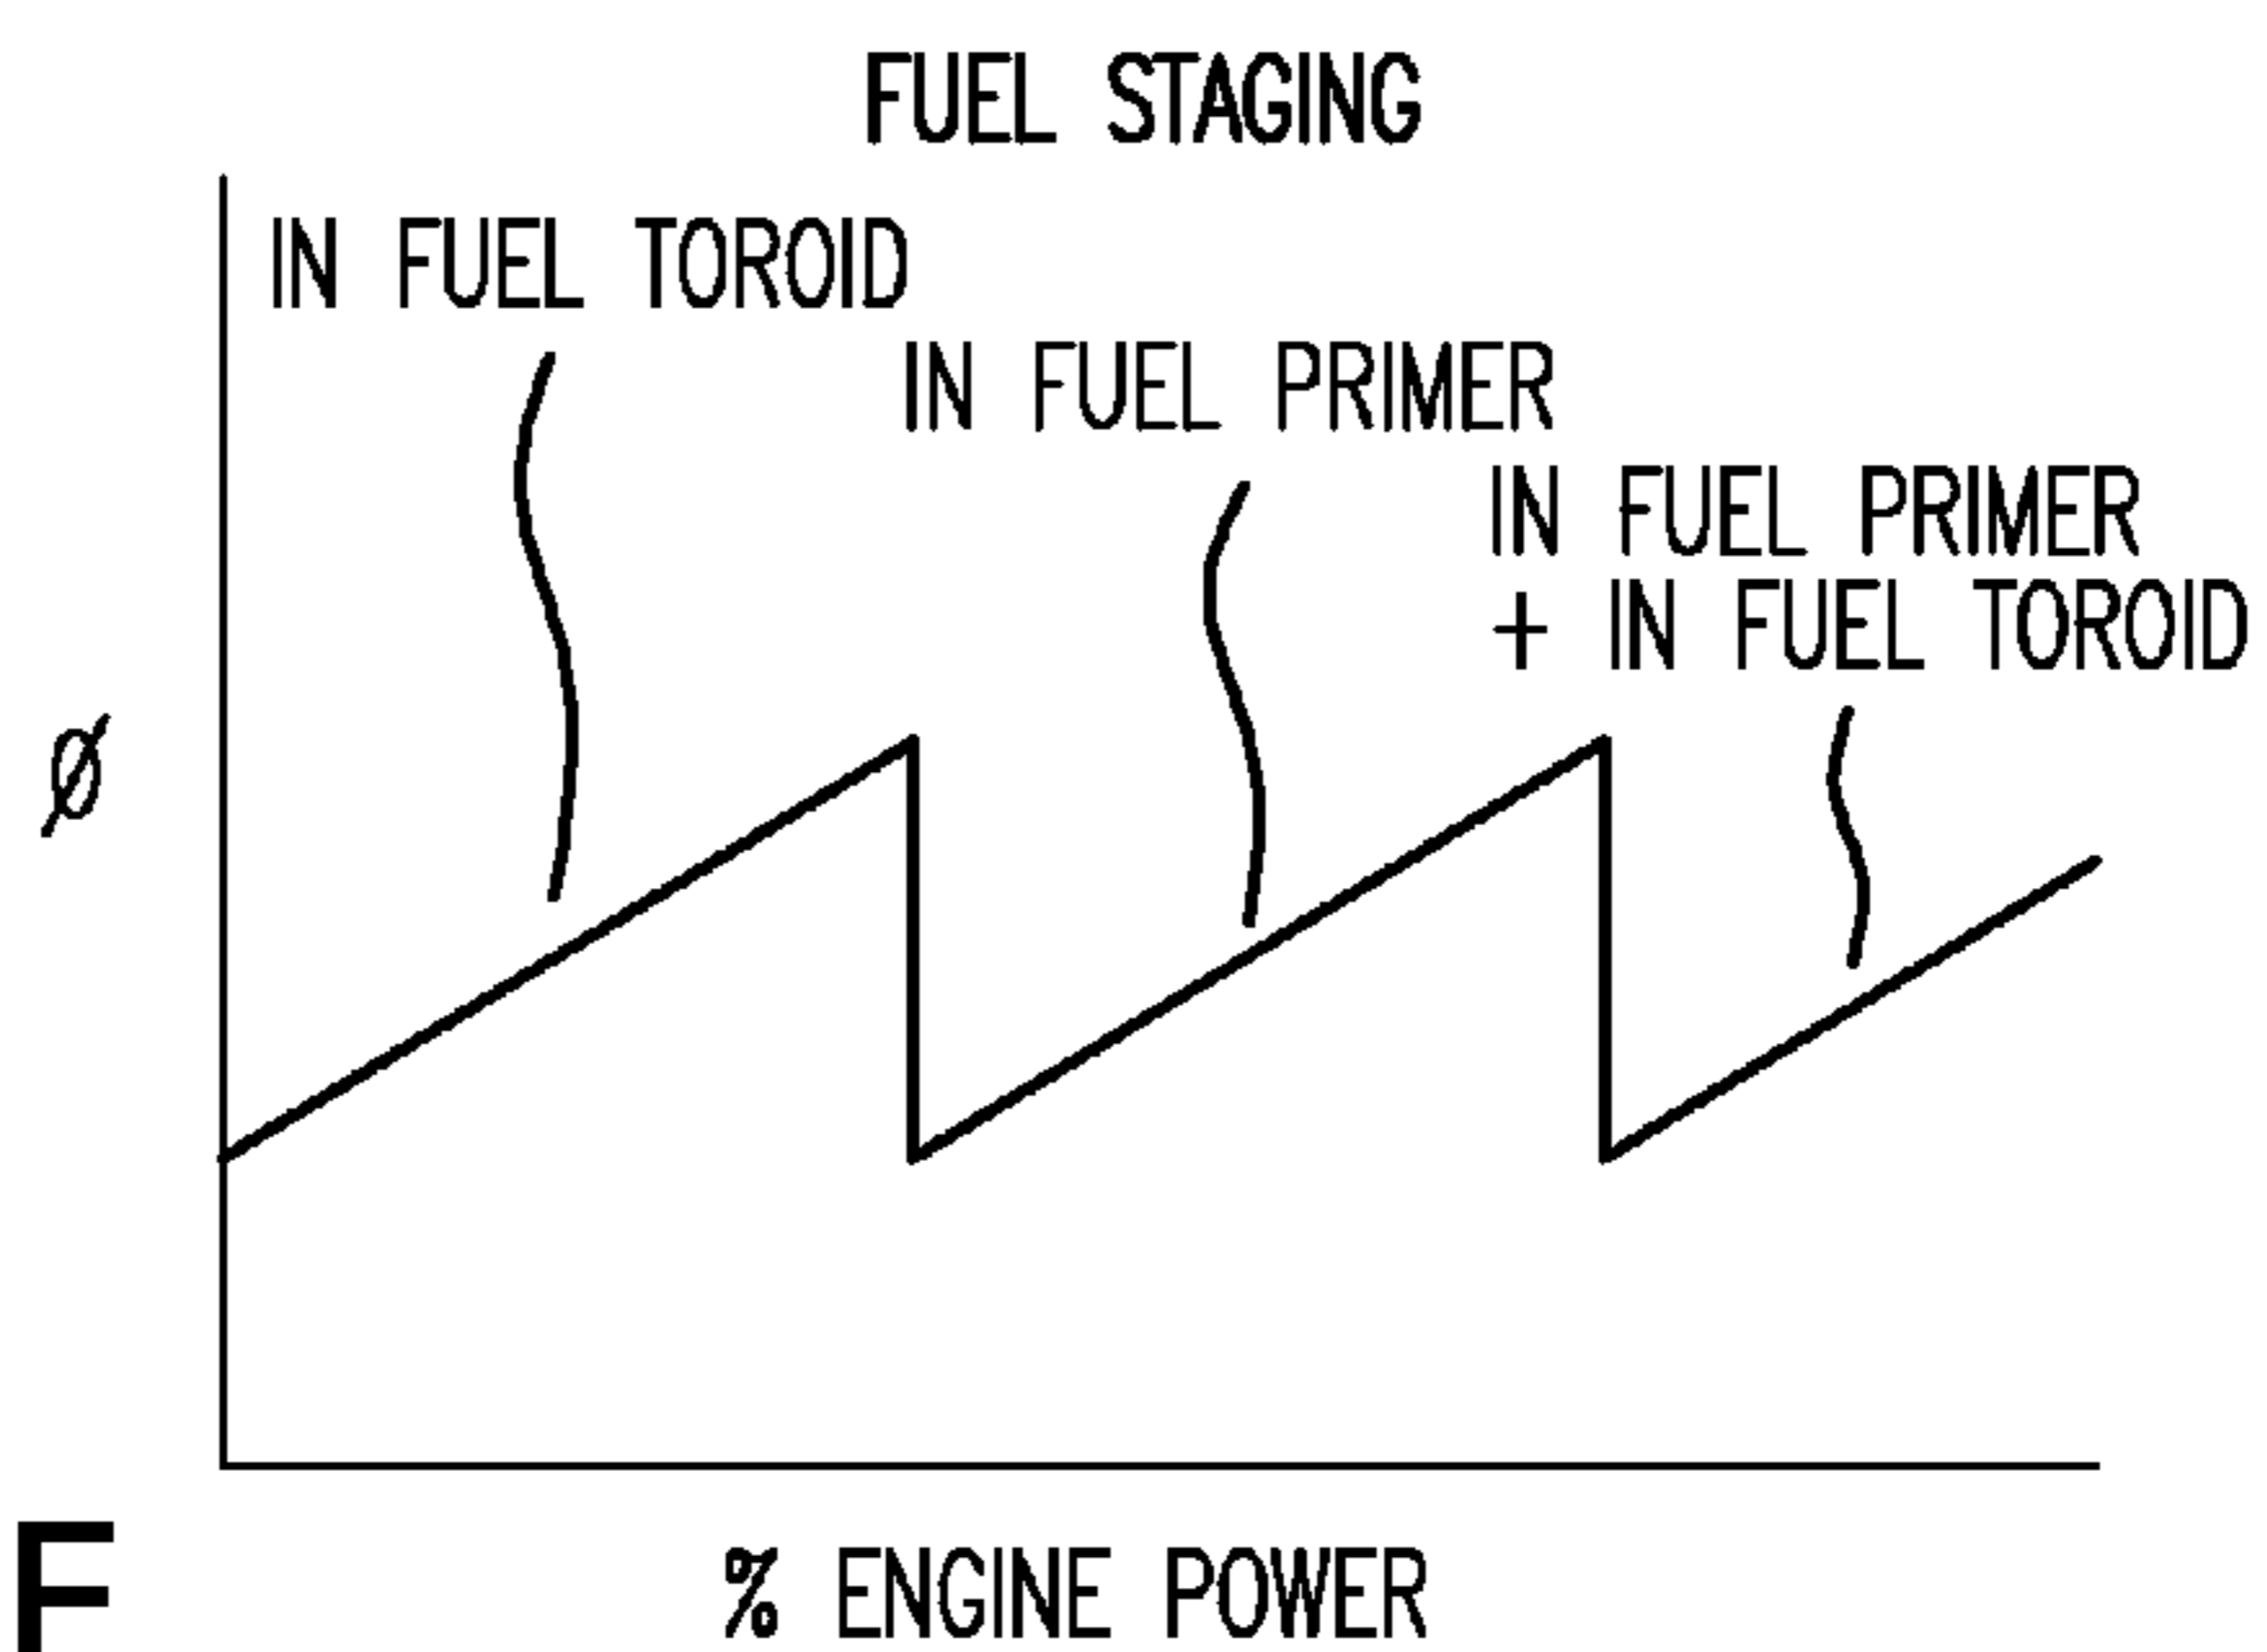 FUEL STAGING
IN FUEL TOROID
IN FUEL PRIMER
IN FUEL PRIMER
+ IN FUEL TOROID
Ø
% ENGINE POWER
F